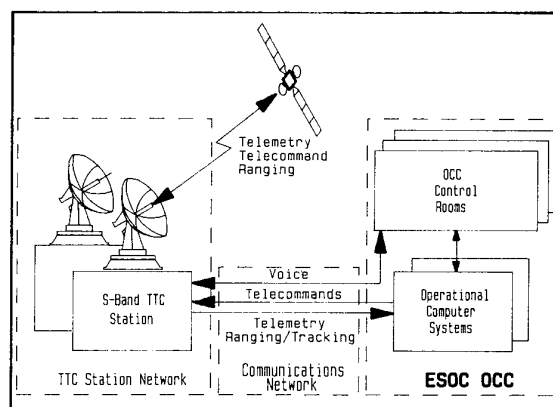 Telemetry
Telecommand
Ranging
OCC
Control
Rooms
Voice
S-Band TTC
Station
Telecommands
Operational
Computer
Systems
Telemetry
Ranging/Tracking
TTC Station Network
Communications
Network
ESOC OCC